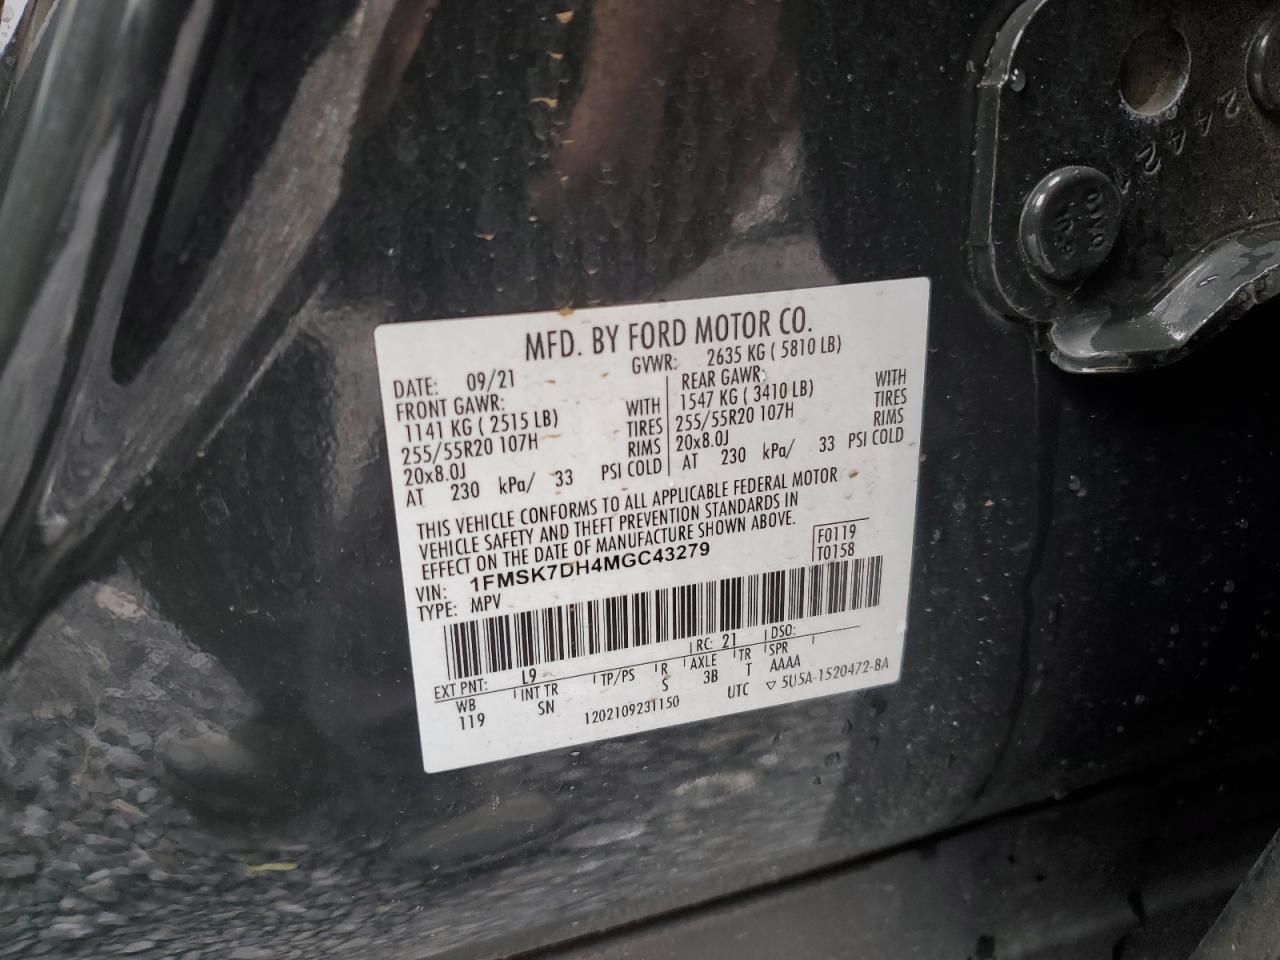 MFD. BY FORD MOTOR CO.
DATE: 09/21 GVWR: 2635 KG ( 5810 LB)
FRONT GAWR: REAR GAWR:
1141 KG ( 2515 LB) WITH 1547 KG ( 3410 LB) WITH
255/55R20 107H TIRES 255/55R20 107H TIRES
20x8.0J RIMS 20x8.0J RIMS
AT 230 kPa/ 33 PSI COLD AT 230 kPa/ 33 PSI COLD
THIS VEHICLE CONFORMS TO ALL APPLICABLE FEDERAL MOTOR
VEHICLE SAFETY AND THEFT PREVENTION STANDARDS IN
EFFECT ON THE DATE OF MANUFACTURE SHOWN ABOVE.
VIN: 1FMSK7DH4MGC43279 F0119
TYPE: MPV T0158
EXT PNT: L9 RC: 21 DSO:
WB INT TR TP/PS R AXLE TR SPR
119 SN S 3B T AAAA
1202109231150 UTC ▽ 5U5A-1520472-BA
2442